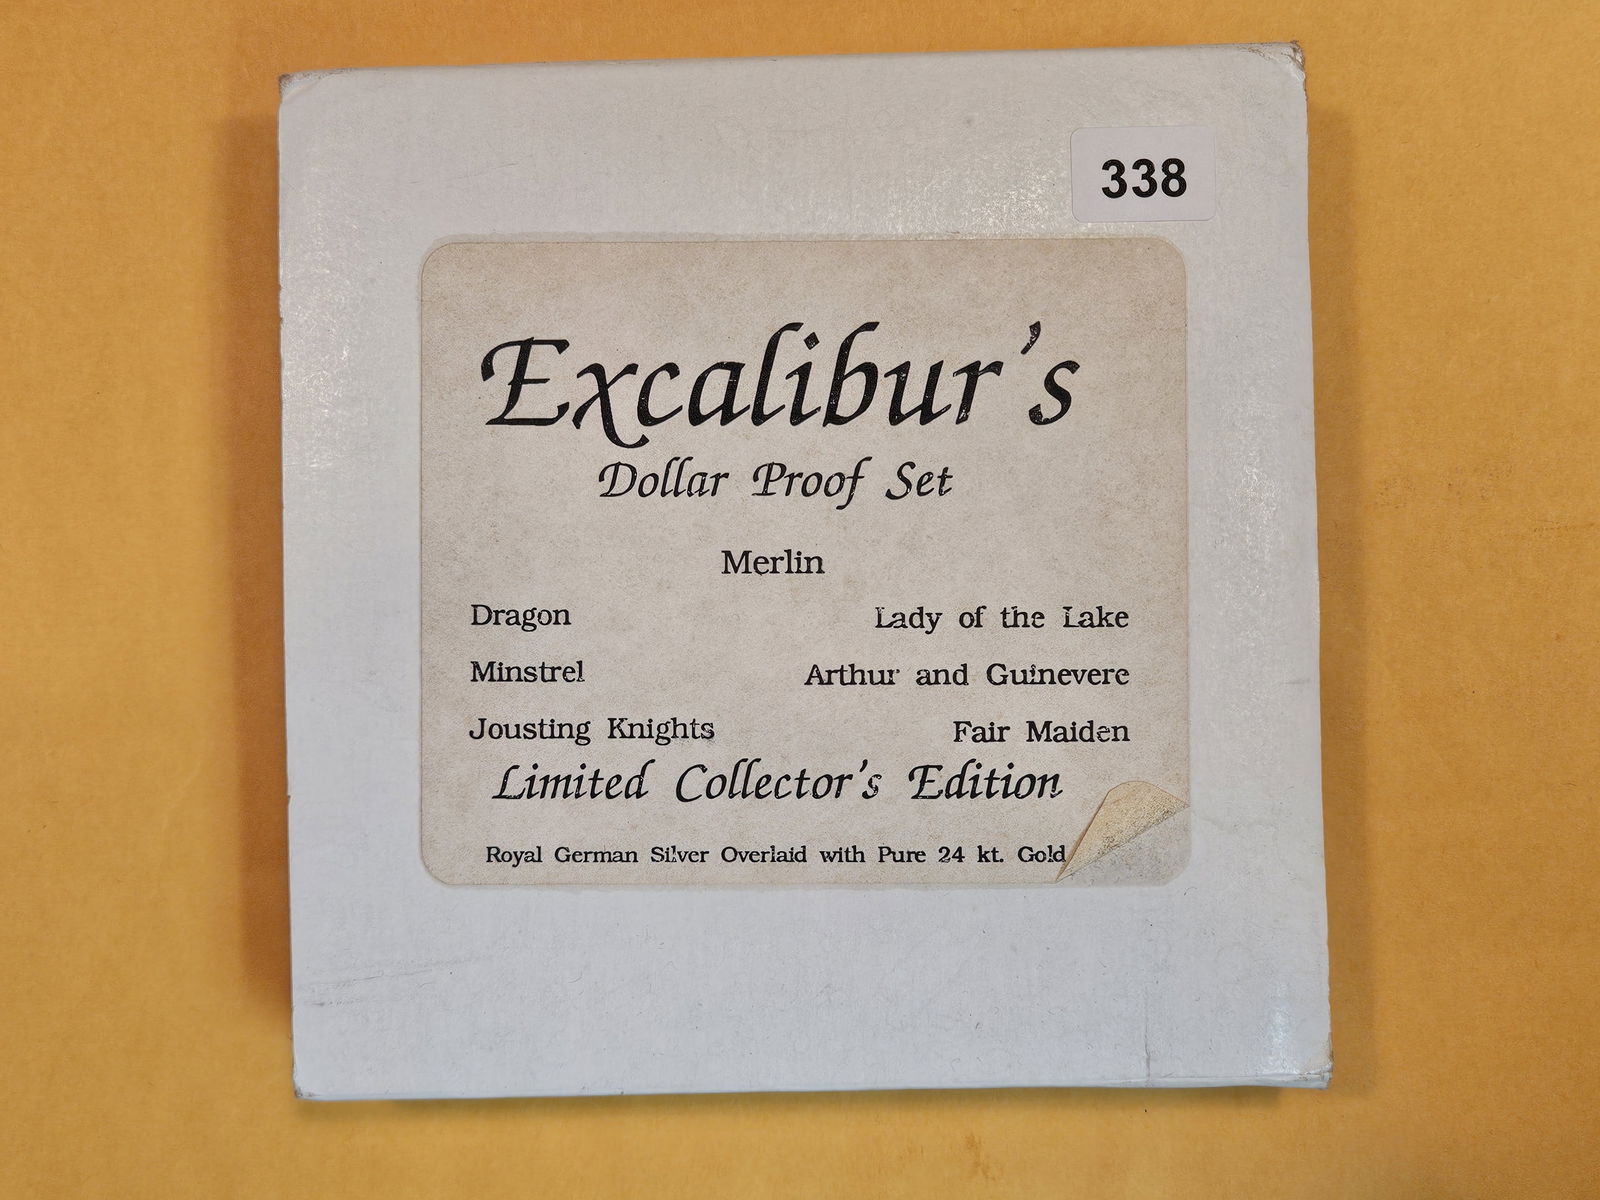 338
Excalibur's
Dollar Proof Set
Merlin
Dragon Lady of the Lake
Minstrel Arthur and Guinevere
Jousting Knights Fair Maiden
Limited Collector's Edition
Royal German Silver Overlaid with Pure 24 kt. Gold